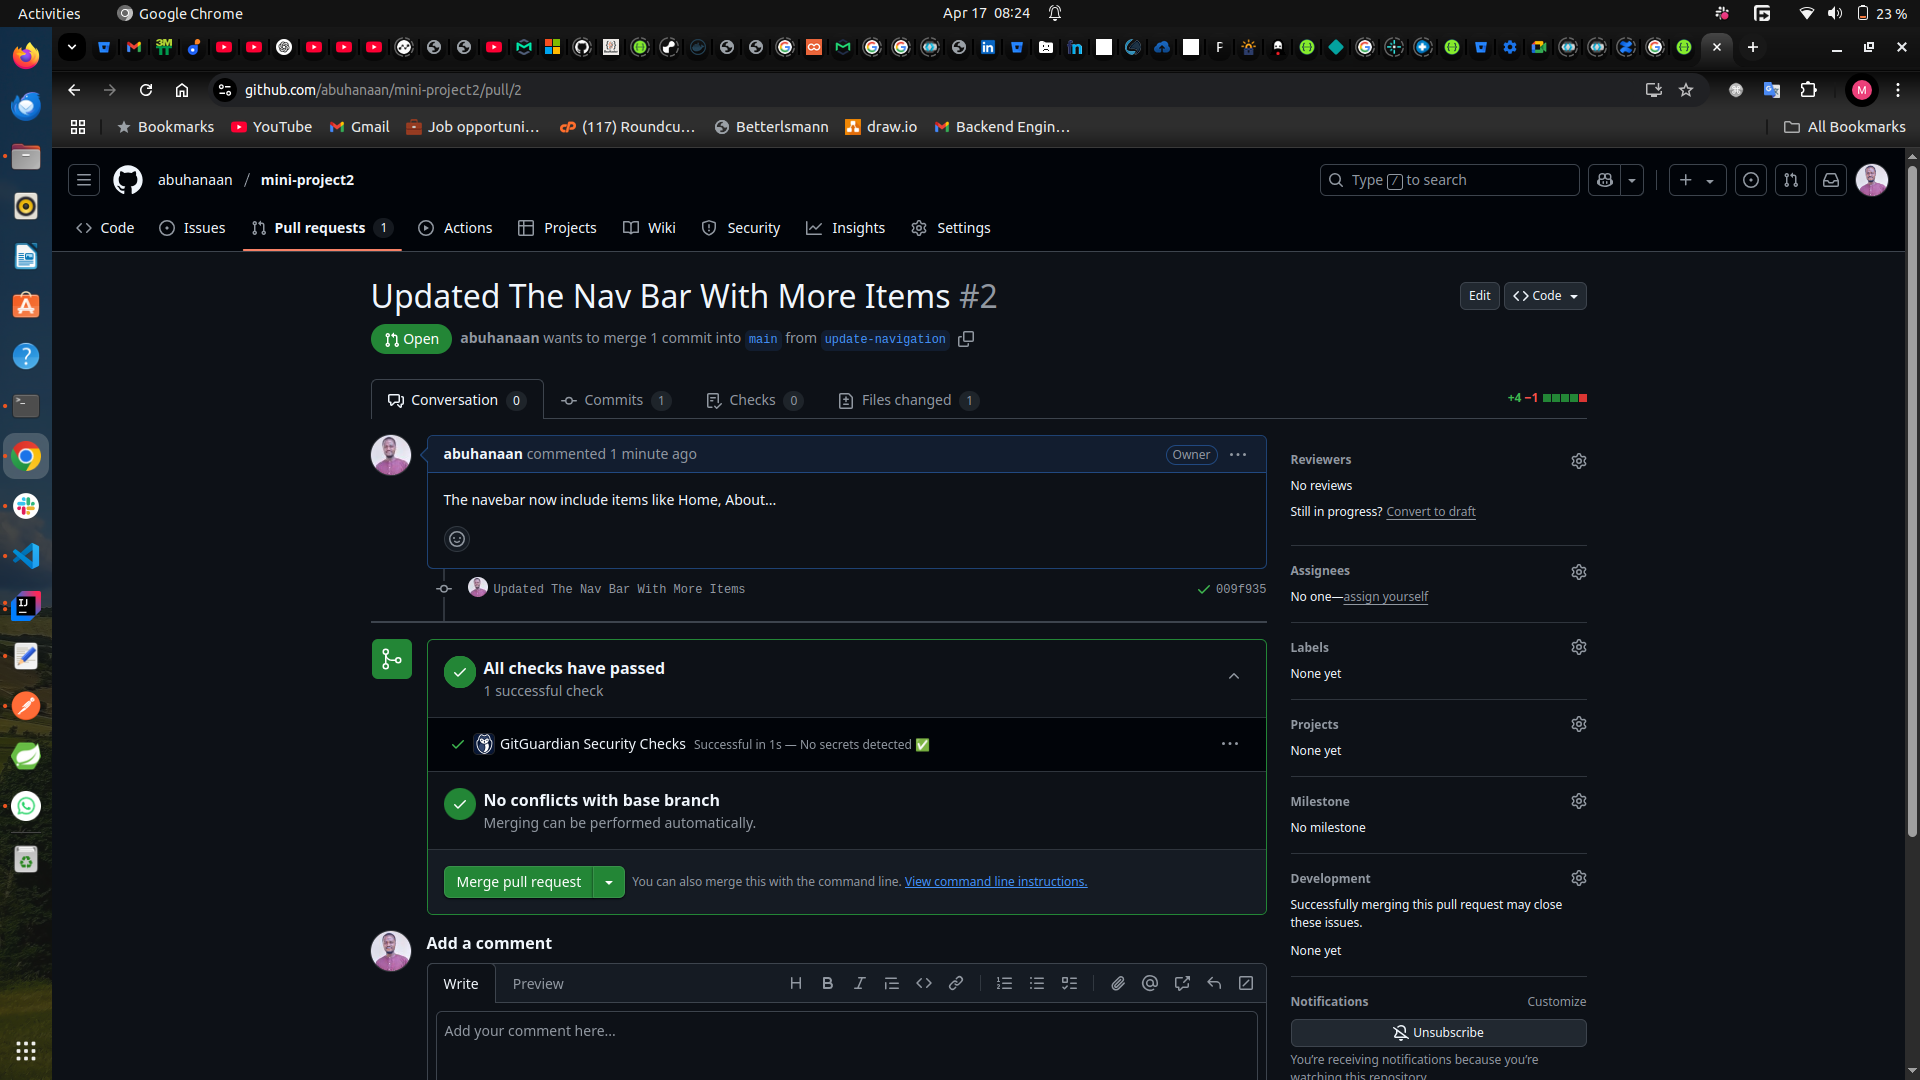 Activities
Google Chrome
Apr 17 08:24
23 %
github.com/abuhanaan/mini-project2/pull/2
M
Bookmarks
YouTube
Gmail
Job opportuni…
(117) Roundcu…
Betterlsmann
draw.io
Backend Engin…
All Bookmarks
abuhanaan / mini-project2
Type / to search
Code
Issues
Pull requests 1
Actions
Projects
Wiki
Security
Insights
Settings
Updated The Nav Bar With More Items #2
Edit
Code
Open
abuhanaan wants to merge 1 commit into main from update-navigation
Conversation 0
Commits 1
Checks 0
Files changed 1
+4 −1
abuhanaan commented 1 minute ago
Owner
The navebar now include items like Home, About...
Updated The Nav Bar With More Items
009f935
All checks have passed
1 successful check
GitGuardian Security Checks Successful in 1s — No secrets detected ✅
No conflicts with base branch
Merging can be performed automatically.
Merge pull request
You can also merge this with the command line. View command line instructions.
Add a comment
Write
Preview
Add your comment here...
Reviewers
No reviews
Still in progress? Convert to draft
Assignees
No one—assign yourself
Labels
None yet
Projects
None yet
Milestone
No milestone
Development
Successfully merging this pull request may close
these issues.
None yet
Notifications
Customize
Unsubscribe
You're receiving notifications because you're
watching this repository.